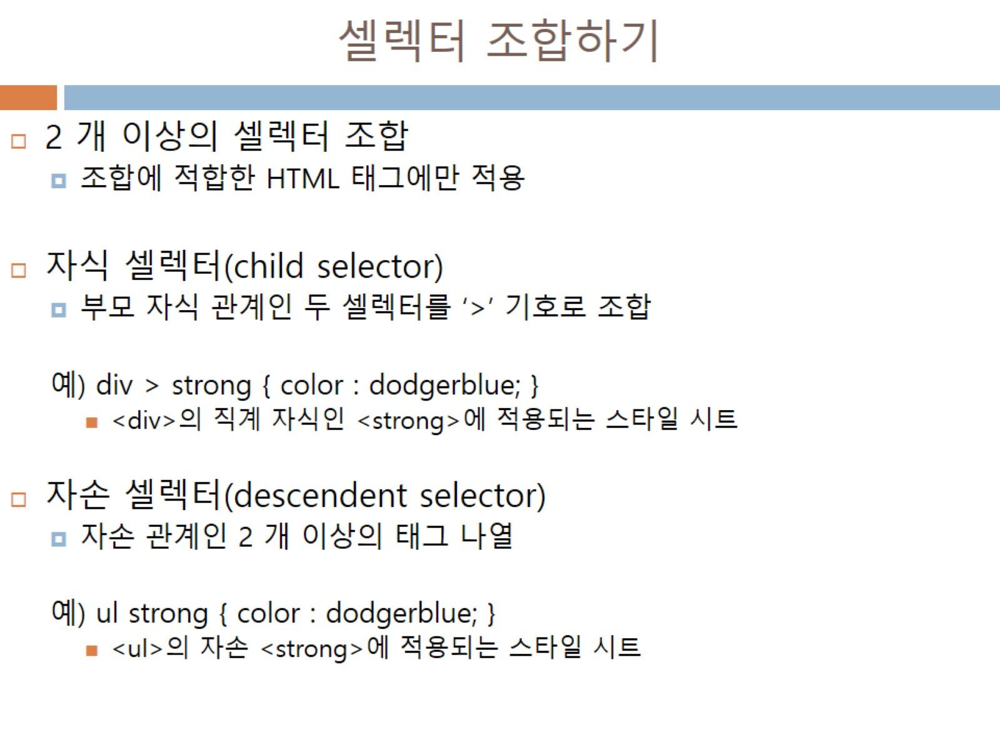 셀렉터 조합하기
2 개 이상의 셀렉터 조합
조합에 적합한 HTML 태그에만 적용
자식 셀렉터(child selector)
부모 자식 관계인 두 셀렉터를 ‘>’ 기호로 조합
예) div > strong { color : dodgerblue; }
<div>의 직계 자식인 <strong>에 적용되는 스타일 시트
자손 셀렉터(descendent selector)
자손 관계인 2 개 이상의 태그 나열
예) ul strong { color : dodgerblue; }
<ul>의 자손 <strong>에 적용되는 스타일 시트